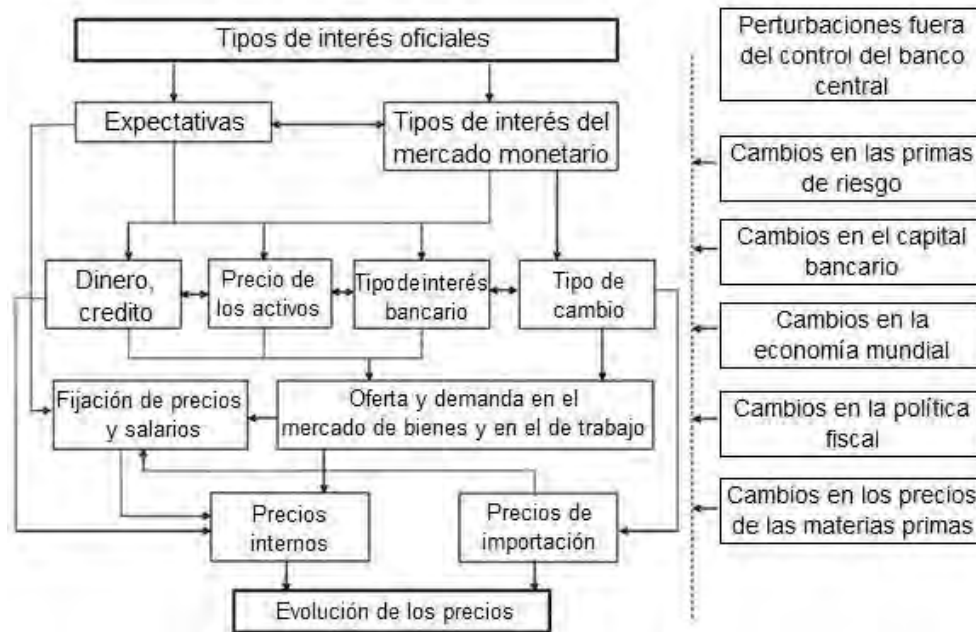 Tipos de interés oficiales
Expectativas
Tipos de interés del
mercado monetario
Dinero,
credito
Precio de
los activos
Tipo de interés
bancario
Tipo de
cambio
Fijación de precios
y salários
Oferta y demanda en el
mercado de bienes y en el de trabajo
Precios
internos
Precios de
importación
Evolución de los precios
Perturbaciones fuera
del control del banco
central
Cambios en las primas
de riesgo
Cambios en el capital
bancario
Cambios en la
economía mundial
Cambios en la política
fiscal
Cambios en los precios
de las materias primas